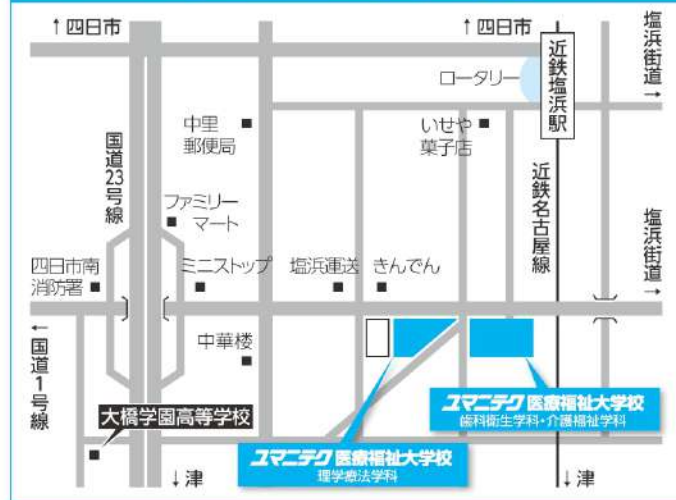 ↑四日市
↑四日市
塩浜街道→
ロータリー
近鉄塩浜駅
中里
郵便局
いせや
菓子店
国道23号線
ファミリー
マート
近鉄名古屋線
塩浜街道→
四日市南
消防署
ミニストップ
塩浜運送
きんでん
←国道1号線
中華楼
大橋学園高等学校
ユマニテク医療福祉大学校
歯科衛生学科・介護福祉学科
ユマニテク医療福祉大学校
理学療法学科
↓津
↓津